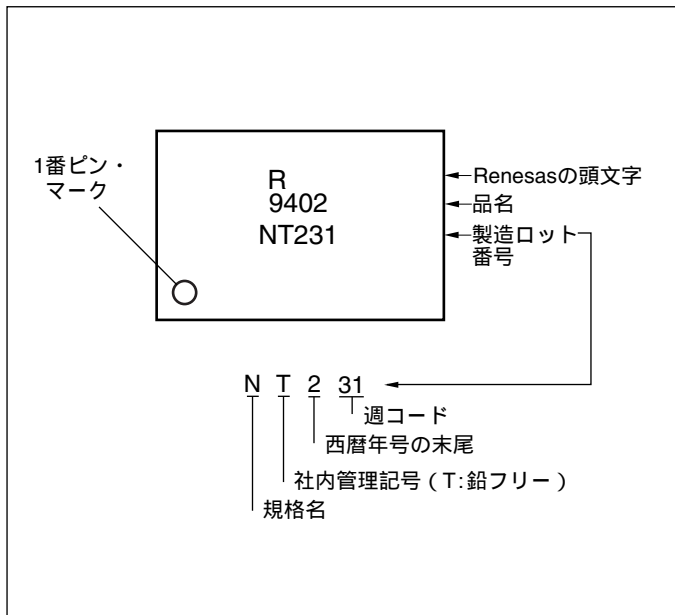 1番ピン・
マーク
R
9402
NT231
Renesasの頭文字
品名
製造ロット
番号
N T 2 31
週コード
西暦年号の末尾
社内管理記号（T:鉛フリー）
規格名